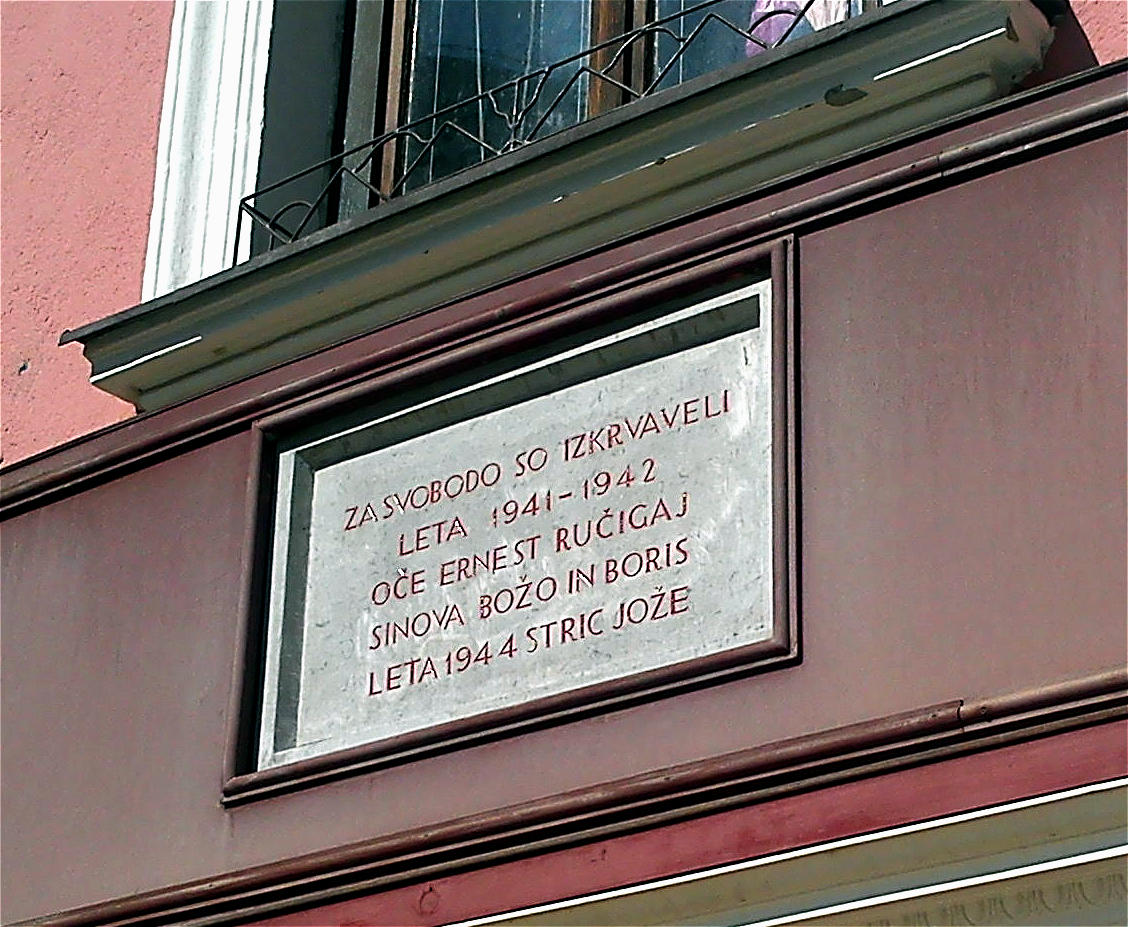 ZA SVOBODO SO IZKRVAVELI
LETA 1941-1942
OČE ERNEST RUČIGAJ
SINOVA BOŽO IN BORIS
LETA 1944 STRIC JOŽE